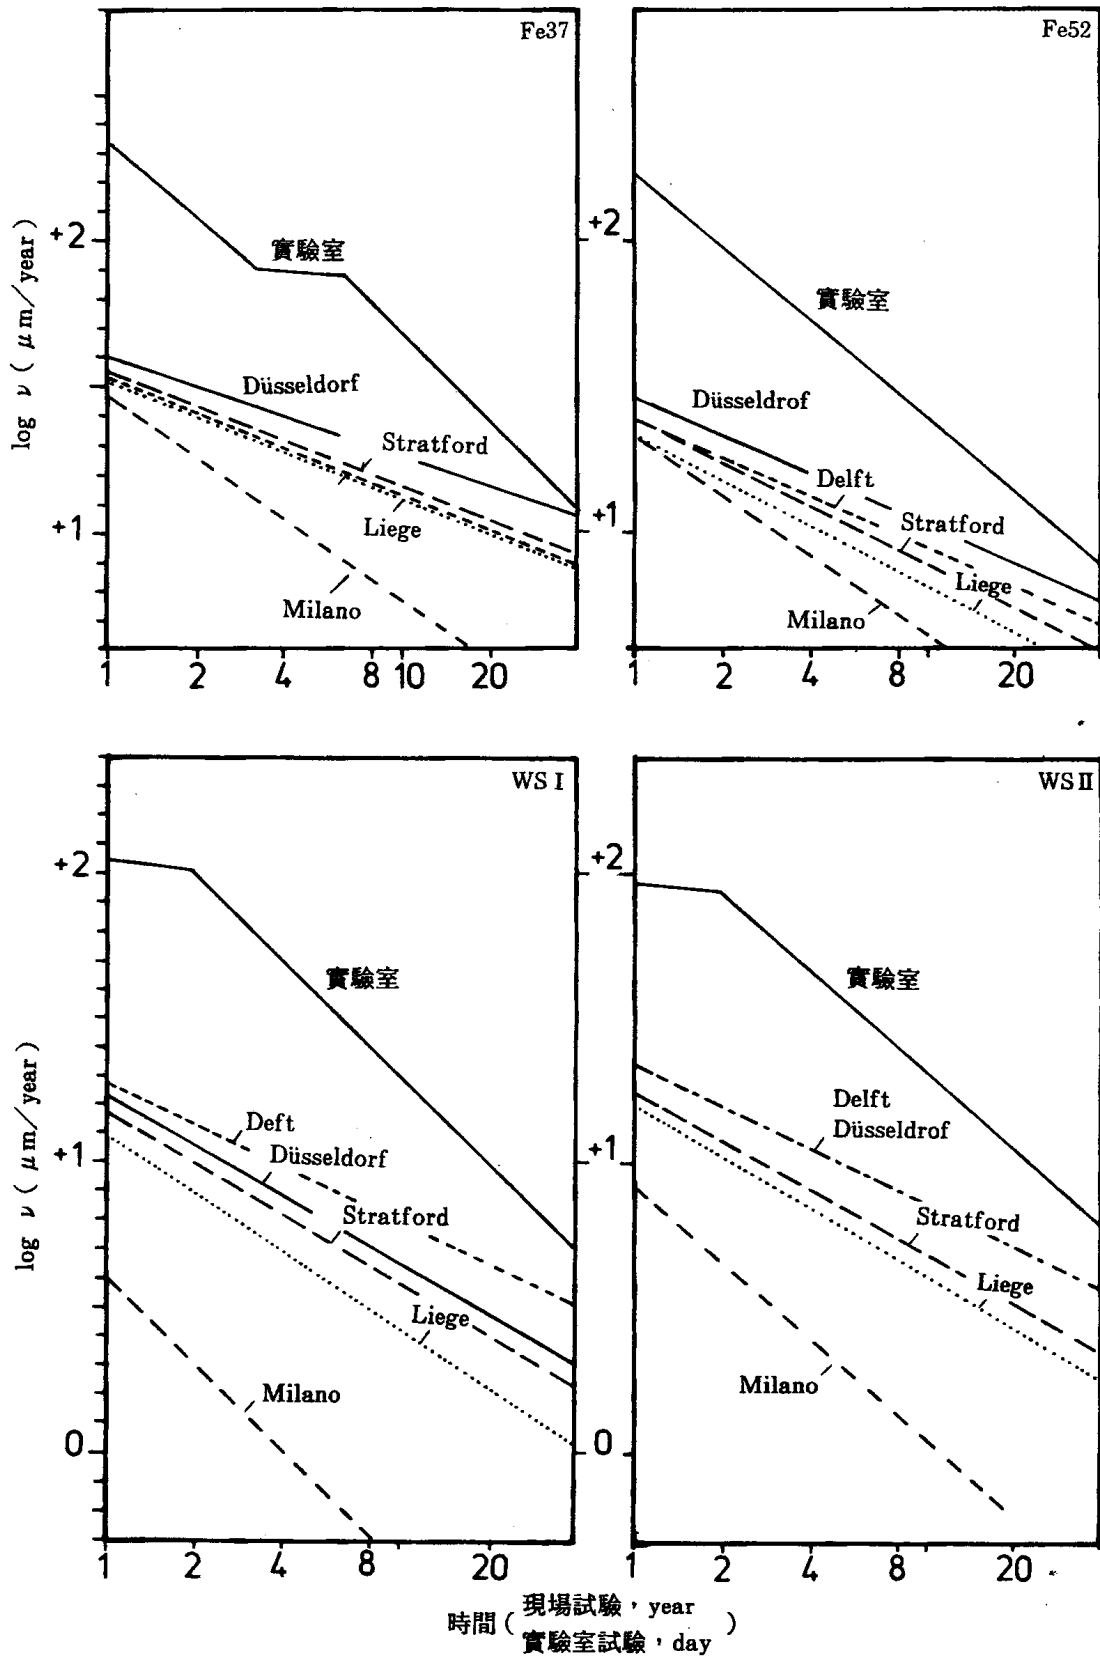 Fe37
log ν ( μm/year)
+2
+1
實驗室
Düsseldorf
Stratford
Liege
Milano
1 2 4 8 10 20
Fe52
+2
+1
實驗室
Düsseldrof
Delft
Stratford
Liege
Milano
1 2 4 8 20
WS I
log ν ( μm/year)
+2
+1
0
實驗室
Deft
Düsseldorf
Stratford
Liege
Milano
1 2 4 8 20
WS II
+2
+1
0
實驗室
Delft
Düsseldrof
Stratford
Liege
Milano
1 2 4 8 20
時間(現場試驗,year
實驗室試驗,day)